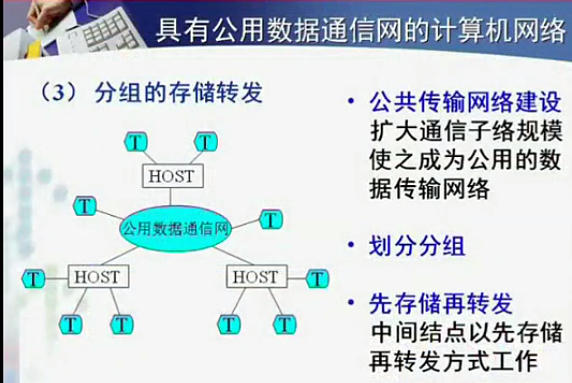 具有公用数据通信网的计算机网络
（3）分组的存储转发
T
T
HOST
T
公用数据通信网
T
T
HOST
HOST
T
T
T
T
T
• 公共传输网络建设
扩大通信子络规模
使之成为公用的数
据传输网络
• 划分分组
• 先存储再转发
中间结点以先存储
再转发方式工作